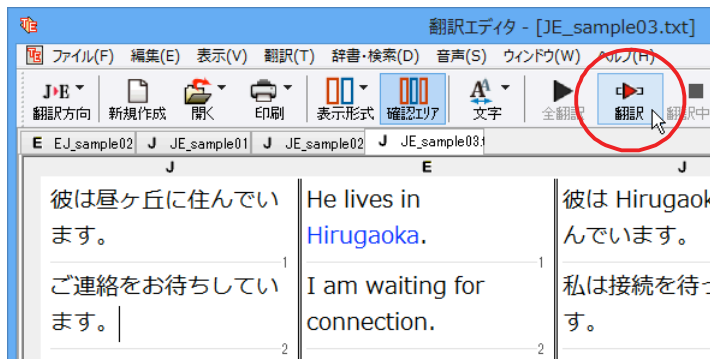 翻訳エディタ - [JE_sample03.txt]
ファイル(F) 編集(E) 表示(V) 翻訳(T) 辞書・検索(D) 音声(S) ウィンドウ(W) ヘルプ(H)
J▸E
翻訳方向 新規作成 開く 印刷 表示形式 確認エリア 文字 全翻訳 翻訳 翻訳中
E EJ_sample02 J JE_sample01 J JE_sample02 J JE_sample03.t
J E J
彼は昼ヶ丘に住んでい He lives in 彼は Hirugaok
ます。 Hirugaoka. んでいます。
1 1
ご連絡をお待ちしてい I am waiting for 私は接続を待っ
ます。 connection. す。
2 2